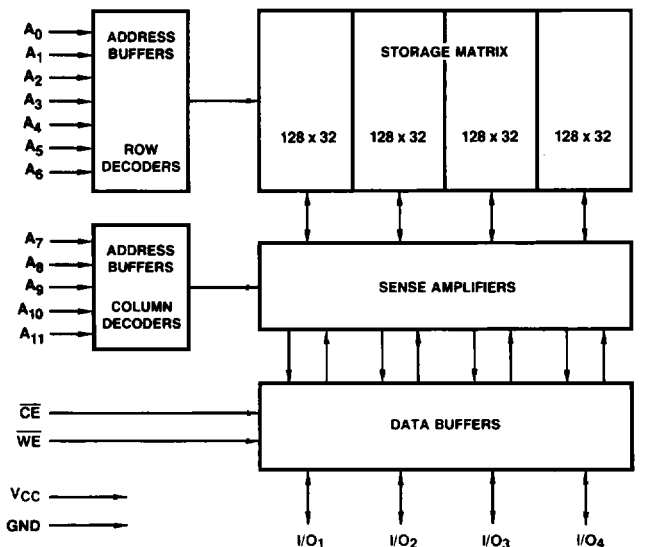 A0
A1
A2
A3
A4
A5
A6
ADDRESS
BUFFERS
ROW
DECODERS
STORAGE MATRIX
128 x 32
128 x 32
128 x 32
128 x 32
A7
A8
A9
A10
A11
ADDRESS
BUFFERS
COLUMN
DECODERS
SENSE AMPLIFIERS
C̅E̅
W̅E̅
DATA BUFFERS
VCC
GND
I/O1
I/O2
I/O3
I/O4